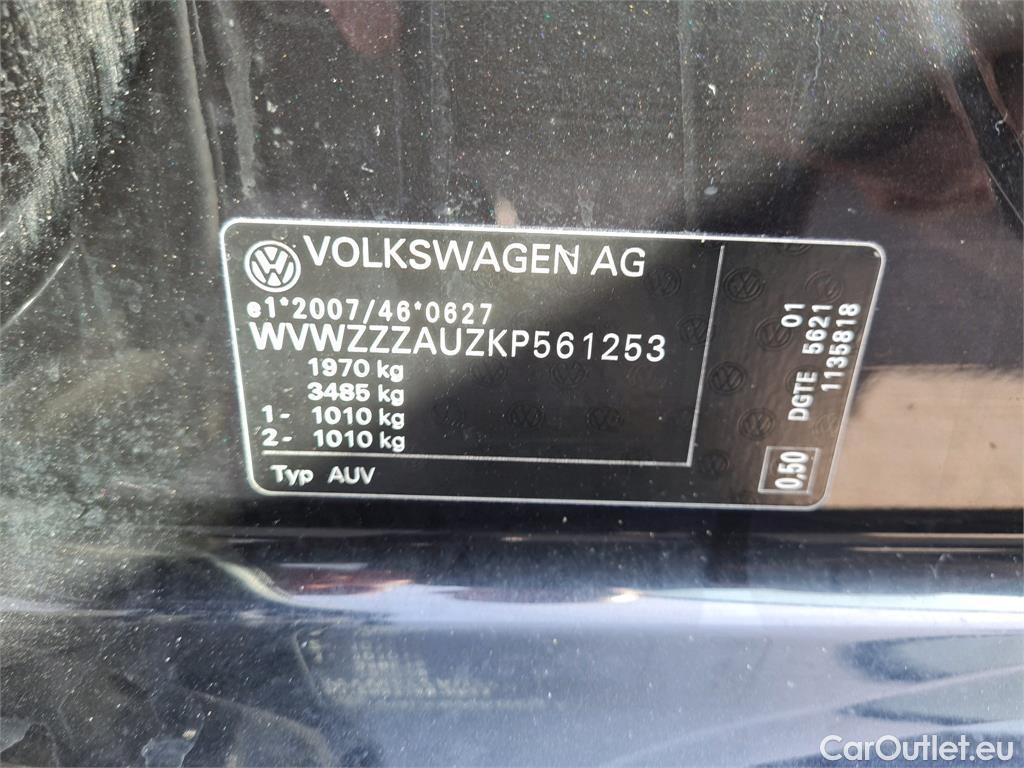 VOLKSWAGEN AG
e1*2007/46*0627
WVWZZZAUZKP561253
1970 kg
3485 kg
1- 1010 kg
2- 1010 kg
Typ AUV
01
DGTE 5621
1135818
0,50
CarOutlet.eu